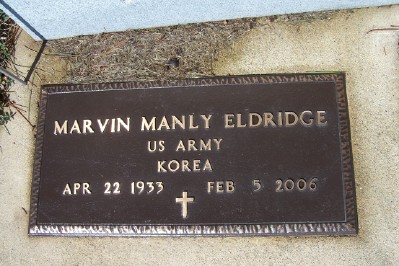 MARVIN MANLY ELDRIDGE
US ARMY
KOREA
APR 22 1933 FEB 5 2006